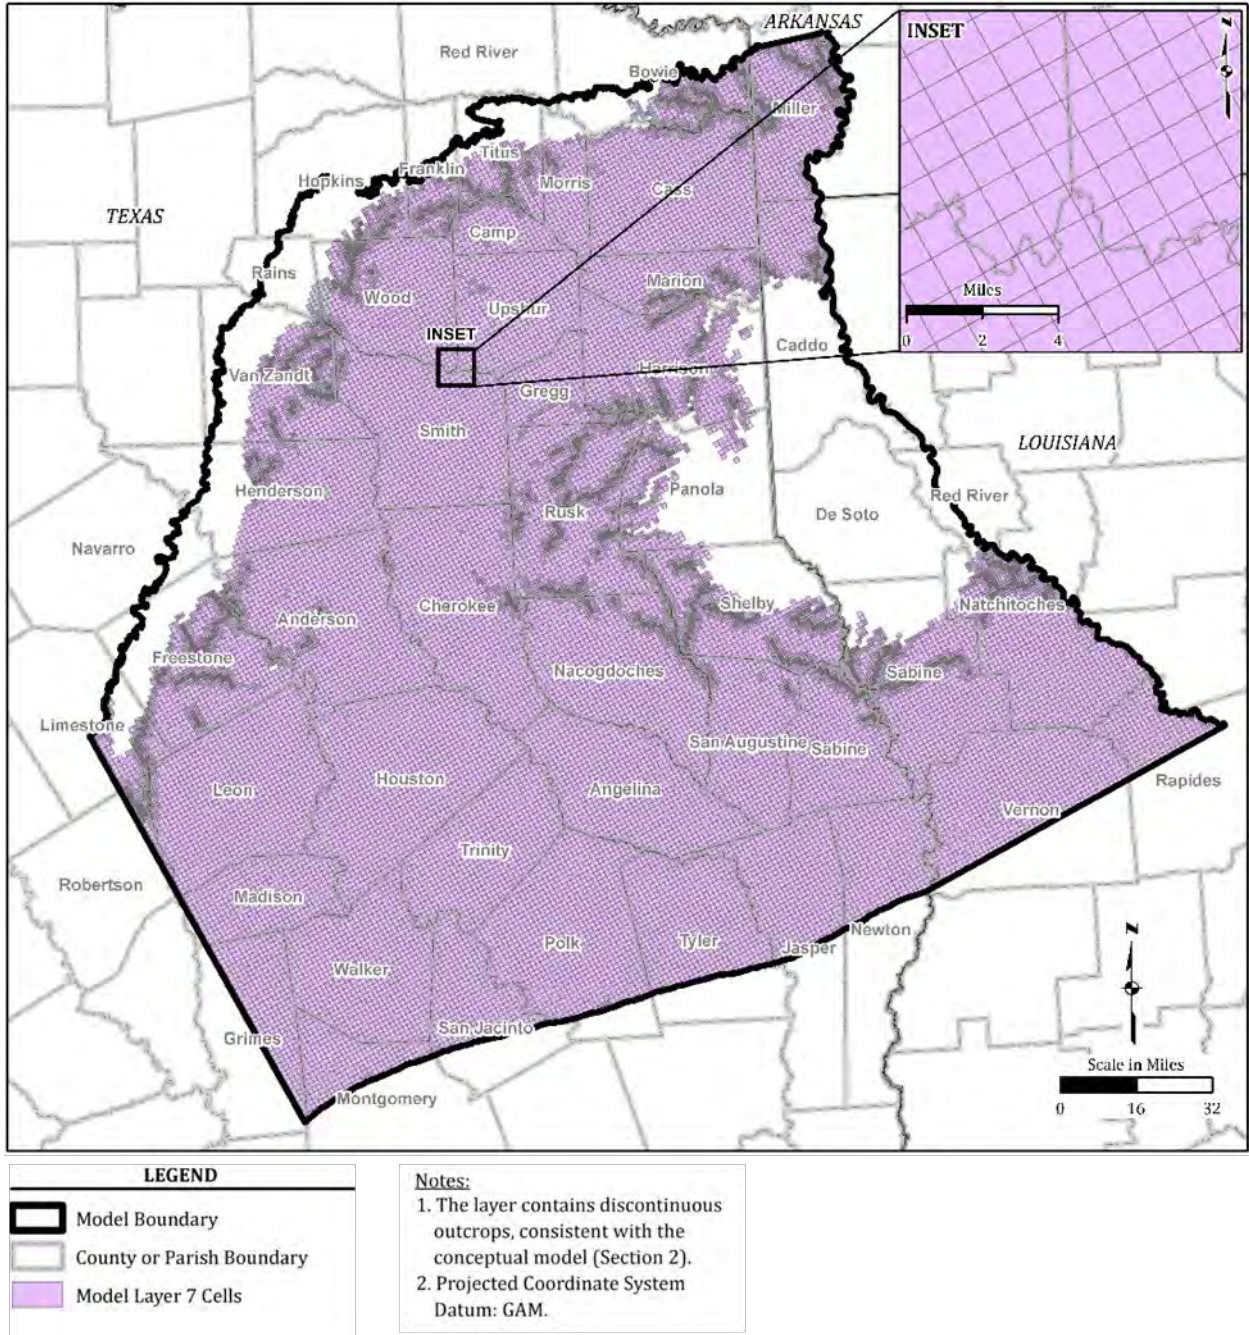 ARKANSAS
Red River
INSET
N
Bowie
Miller
Titus
Franklin
Hopkins
Morris
Cass
TEXAS
Camp
Rains
Marion
Wood
Upshur
Miles
0 2 4
INSET
Caddo
Van Zandt
Harrison
Gregg
Smith
LOUISIANA
Henderson
Panola
Red River
Rusk
De Soto
Navarro
Shelby
Natchitoches
Cherokee
Anderson
Freestone
Nacogdoches
Sabine
Limestone
San Augustine
Sabine
Houston
Rapides
Leon
Angelina
Vernon
Trinity
Robertson
Madison
Newton
N
Polk
Tyler
Jasper
Walker
San Jacinto
Grimes
Scale in Miles
Montgomery
0 16 32
LEGEND
Model Boundary
County or Parish Boundary
Model Layer 7 Cells
Notes:
1. The layer contains discontinuous
outcrops, consistent with the
conceptual model (Section 2).
2. Projected Coordinate System
Datum: GAM.